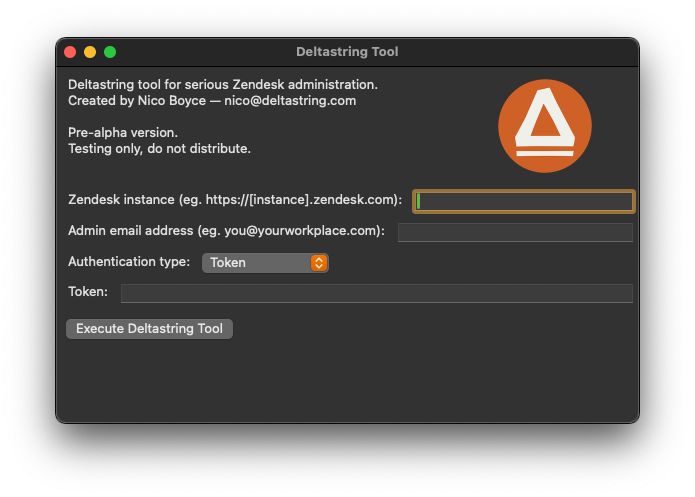 Deltastring Tool
Deltastring tool for serious Zendesk administration.
Created by Nico Boyce — nico@deltastring.com
Pre-alpha version.
Testing only, do not distribute.
Zendesk instance (eg. https://[instance].zendesk.com):
Admin email address (eg. you@yourworkplace.com):
Authentication type: Token
Token:
Execute Deltastring Tool